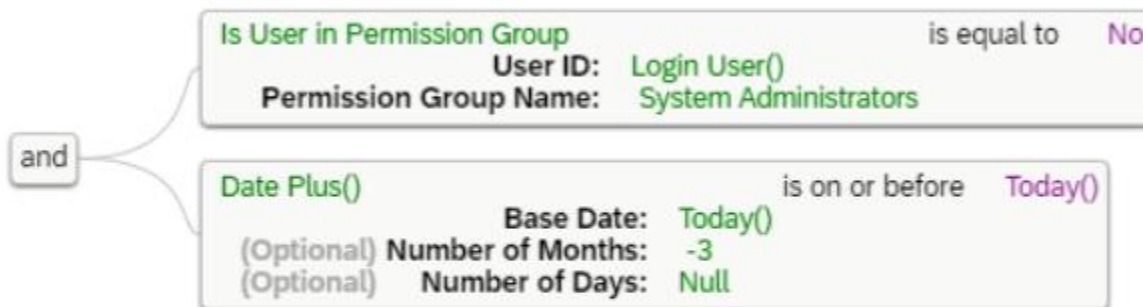 Is User in Permission Group is equal to No
User ID: Login User()
Permission Group Name: System Administrators
and
Date Plus() is on or before Today()
Base Date: Today()
(Optional) Number of Months: -3
(Optional) Number of Days: Null